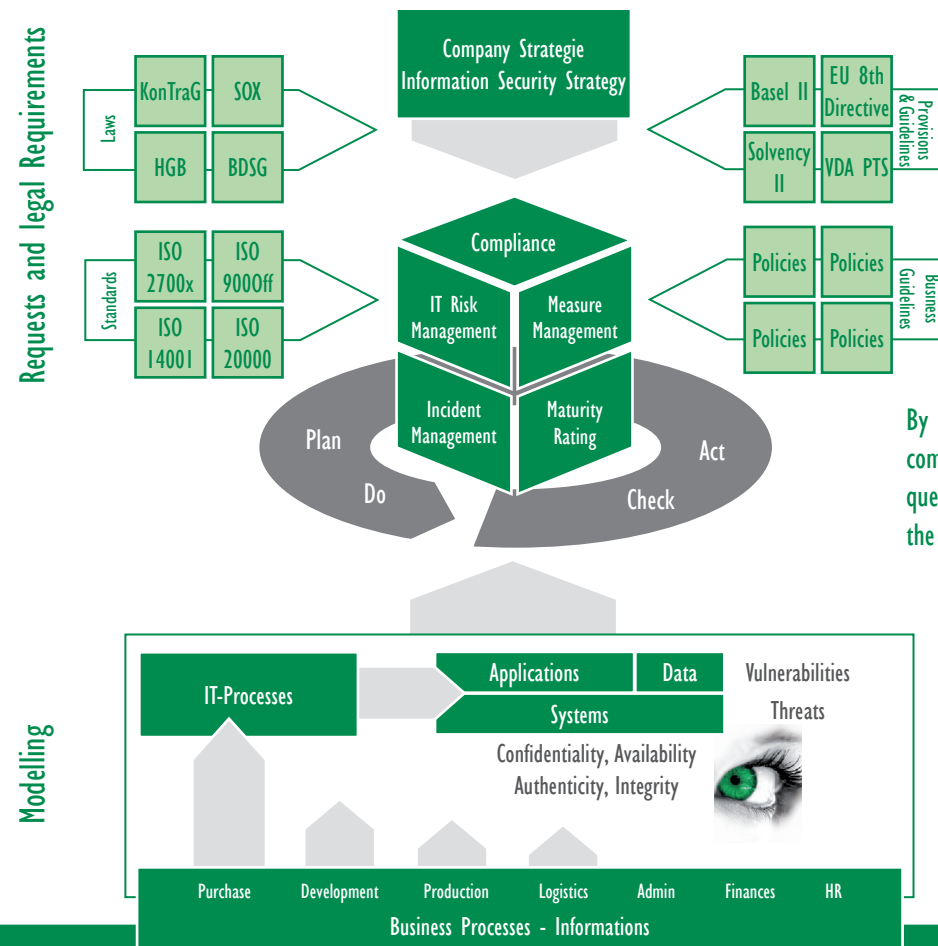 Requests and legal Requirements
Company Strategie
Information Security Strategy
Laws
KonTraG
SOX
HGB
BDSG
Basel II
EU 8th
Directive
Solvency
II
VDA PTS
Provisions
& Guidelines
Standards
ISO
2700x
ISO
9000ff
ISO
14001
ISO
20000
Compliance
IT Risk
Management
Measure
Management
Incident
Management
Maturity
Rating
Policies
Policies
Policies
Policies
Business
Guidelines
Plan
Do
Check
Act
By
com
que
the
Modelling
IT-Processes
Applications
Data
Systems
Vulnerabilities
Threats
Confidentiality, Availability
Authenticity, Integrity
Purchase
Development
Production
Logistics
Admin
Finances
HR
Business Processes - Informations